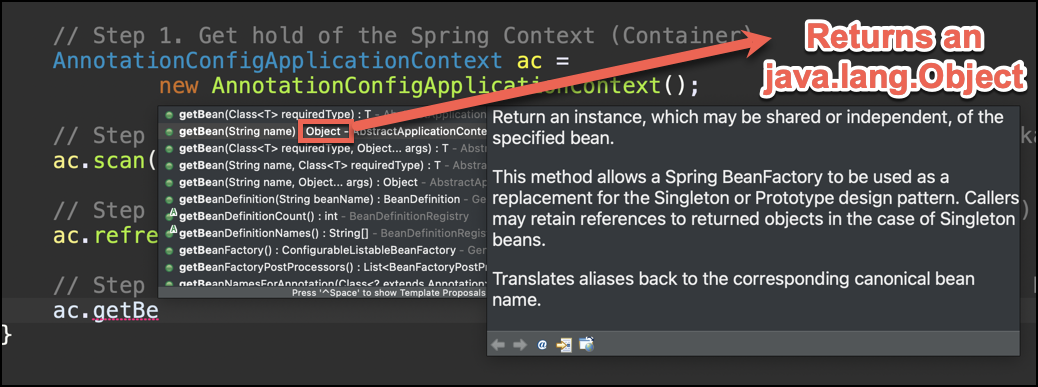 // Step 1. Get hold of the Spring Context (Container)
Returns an
java.lang.Object
AnnotationConfigApplicationContext ac =
new AnnotationConfigApplicationContext();
getBean(Class<T> requiredType) : T - AbstractApplication
// Step
getBean(String name) Object - AbstractApplicationConte
getBean(Class<T> requiredType, Object... args) : T - Abs
ac.scan(
getBean(String name, Class<T> requiredType) : T - Abstr
getBean(String name, Object... args) : Object - AbstractAp
getBeanDefinition(String beanName) : BeanDefinition - Ge
// Step
getBeanDefinitionCount() : int - BeanDefinitionRegistry
ac.refre
getBeanDefinitionNames() : String[] - BeanDefinitionRegis
getBeanFactory() : ConfigurableListableBeanFactory - Gen
getBeanFactoryPostProcessors() : List<BeanFactoryPostP
// Step
getBeanNamesForAnnotation(Class<? extends Annotation
Press '^Space' to show Template Proposals
ac.getBe
}
Return an instance, which may be shared or independent, of the
specified bean.
This method allows a Spring BeanFactory to be used as a
replacement for the Singleton or Prototype design pattern. Callers
may retain references to returned objects in the case of Singleton
beans.
Translates aliases back to the corresponding canonical bean
name.